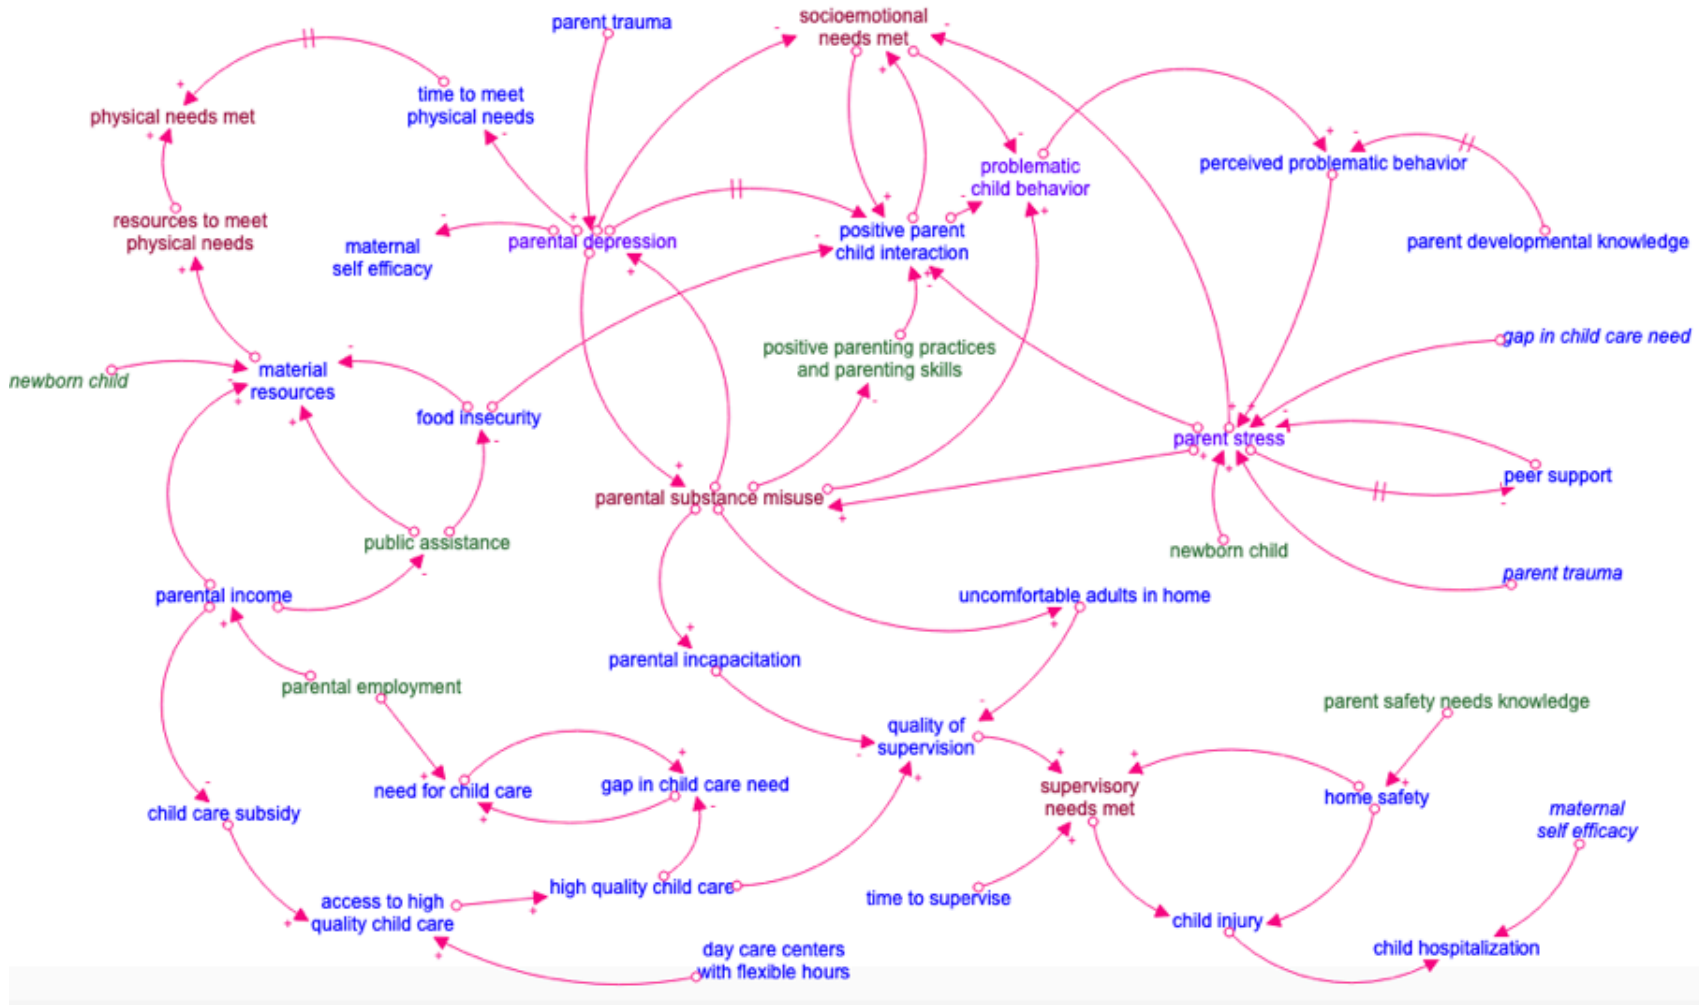 parent trauma
socioemotional
needs met
time to meet
physical needs
physical needs met
perceived problematic behavior
problematic
child behavior
resources to meet
physical needs
maternal
self efficacy
parental depression
positive parent
child interaction
parent developmental knowledge
gap in child care need
positive parenting practices
and parenting skills
newborn child
material
resources
food insecurity
parent stress
peer support
parental substance misuse
public assistance
newborn child
parent trauma
parental income
uncomfortable adults in home
parental incapacitation
parental employment
parent safety needs knowledge
quality of
supervision
need for child care
gap in child care need
supervisory
needs met
home safety
child care subsidy
maternal
self efficacy
high quality child care
time to supervise
access to high
quality child care
child injury
child hospitalization
day care centers
with flexible hours